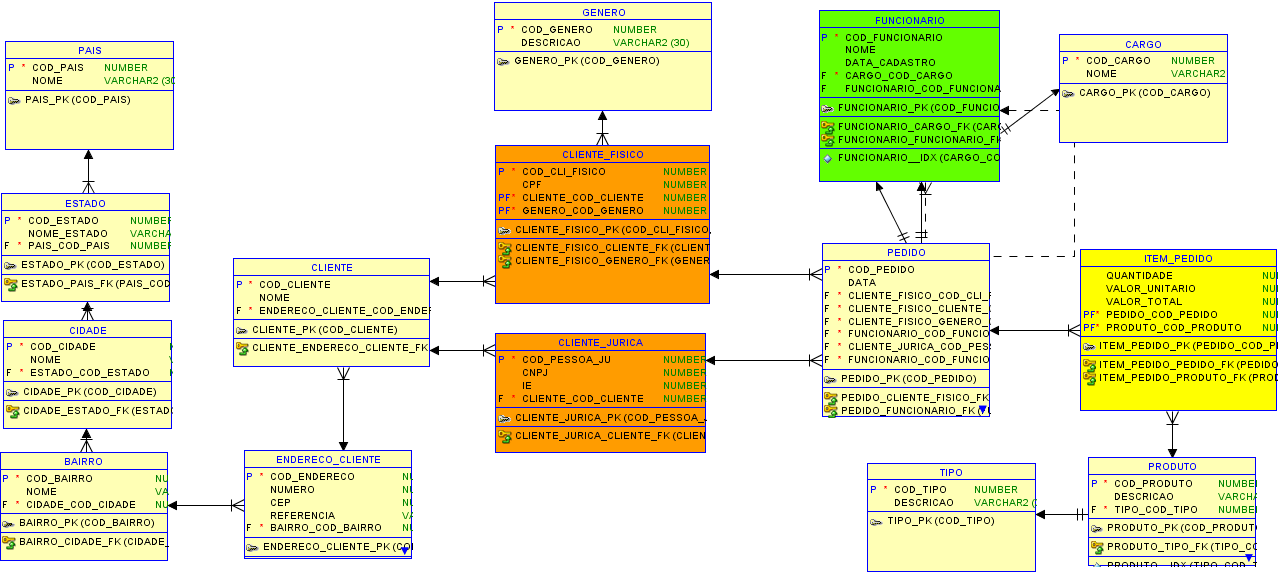 PAIS
P * COD_PAIS NUMBER
NOME VARCHAR2 (30
PAIS_PK (COD_PAIS)
ESTADO
P * COD_ESTADO NUMBER
NOME_ESTADO VARCHA
F * PAIS_COD_PAIS NUMBER
ESTADO_PK (COD_ESTADO)
ESTADO_PAIS_FK (PAIS_COD
CIDADE
P * COD_CIDADE
NOME
F * ESTADO_COD_ESTADO
CIDADE_PK (COD_CIDADE)
CIDADE_ESTADO_FK (ESTAD
BAIRRO
P * COD_BAIRRO NU
NOME VA
F * CIDADE_COD_CIDADE NU
BAIRRO_PK (COD_BAIRRO)
BAIRRO_CIDADE_FK (CIDADE_
CLIENTE
P * COD_CLIENTE
NOME
F * ENDERECO_CLIENTE_COD_ENDE
CLIENTE_PK (COD_CLIENTE)
CLIENTE_ENDERECO_CLIENTE_FK
ENDERECO_CLIENTE
P * COD_ENDERECO NU
NUMERO NU
CEP NU
REFERENCIA VA
F * BAIRRO_COD_BAIRRO NU
ENDERECO_CLIENTE_PK (COD
GENERO
P * COD_GENERO NUMBER
DESCRICAO VARCHAR2 (30)
GENERO_PK (COD_GENERO)
CLIENTE_FISICO
P * COD_CLI_FISICO NUMBER
CPF NUMBER
PF* CLIENTE_COD_CLIENTE NUMBER
PF* GENERO_COD_GENERO NUMBER
CLIENTE_FISICO_PK (COD_CLI_FISICO,
CLIENTE_FISICO_CLIENTE_FK (CLIENT
CLIENTE_FISICO_GENERO_FK (GENER
CLIENTE_JURICA
P * COD_PESSOA_JU NUMBER
CNPJ NUMBER
IE NUMBER
F * CLIENTE_COD_CLIENTE NUMBER
CLIENTE_JURICA_PK (COD_PESSOA_
CLIENTE_JURICA_CLIENTE_FK (CLIEN
FUNCIONARIO
P * COD_FUNCIONARIO
NOME
DATA_CADASTRO
F * CARGO_COD_CARGO
F FUNCIONARIO_COD_FUNCIONA
FUNCIONARIO_PK (COD_FUNCIO
FUNCIONARIO_CARGO_FK (CAR
FUNCIONARIO_FUNCIONARIO_FK
FUNCIONARIO__IDX (CARGO_CO
CARGO
P * COD_CARGO NUMBER
NOME VARCHAR2
CARGO_PK (COD_CARGO)
PEDIDO
P * COD_PEDIDO
DATA
F * CLIENTE_FISICO_COD_CLI_F
F * CLIENTE_FISICO_CLIENTE_
F * CLIENTE_FISICO_GENERO_
F * FUNCIONARIO_COD_FUNCIO
F * CLIENTE_JURICA_COD_PES
F * FUNCIONARIO_COD_FUNCIO
PEDIDO_PK (COD_PEDIDO)
PEDIDO_CLIENTE_FISICO_FK
PEDIDO_FUNCIONARIO_FK
ITEM_PEDIDO
QUANTIDADE NU
VALOR_UNITARIO NU
VALOR_TOTAL NU
PF* PEDIDO_COD_PEDIDO NU
PF* PRODUTO_COD_PRODUTO NU
ITEM_PEDIDO_PK (PEDIDO_COD_P
ITEM_PEDIDO_PEDIDO_FK (PEDIDO
ITEM_PEDIDO_PRODUTO_FK (PROD
TIPO
P * COD_TIPO NUMBER
DESCRICAO VARCHAR2 (
TIPO_PK (COD_TIPO)
PRODUTO
P * COD_PRODUTO NUMBE
DESCRICAO VARCH
F * TIPO_COD_TIPO NUMBE
PRODUTO_PK (COD_PRODUT
PRODUTO_TIPO_FK (TIPO_CO
PRODUTO__IDX (TIPO_COD_T